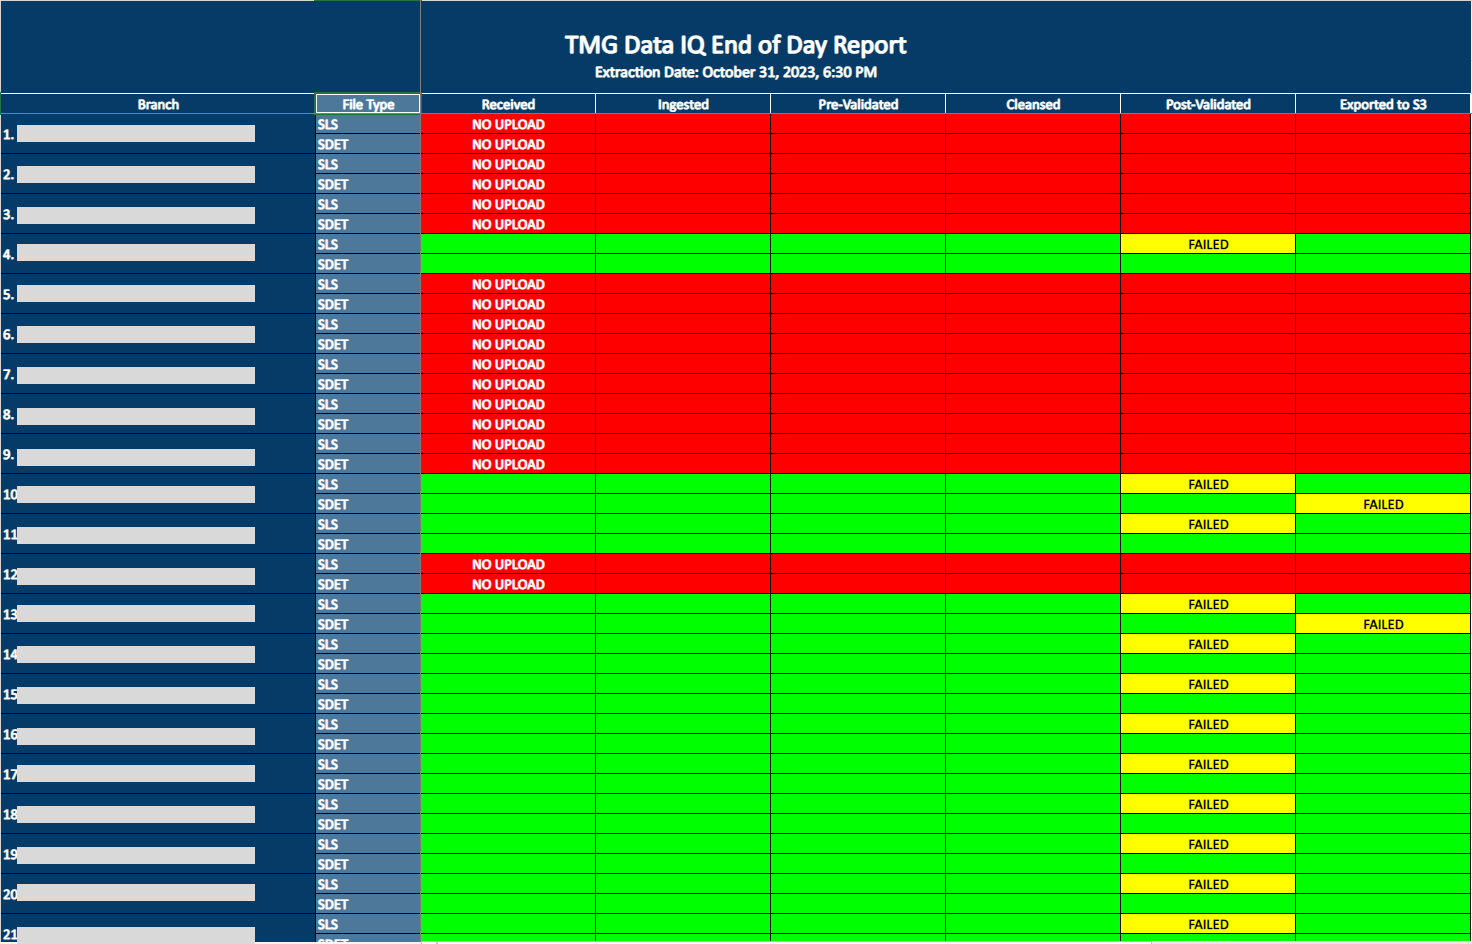 TMG Data IQ End of Day Report
Extraction Date: October 31, 2023, 6:30 PM
Branch File Type Received Ingested Pre-Validated Cleansed Post-Validated Exported to S3
1. SLS NO UPLOAD
SDET NO UPLOAD
2. SLS NO UPLOAD
SDET NO UPLOAD
3. SLS NO UPLOAD
SDET NO UPLOAD
4. SLS FAILED
SDET
5. SLS NO UPLOAD
SDET NO UPLOAD
6. SLS NO UPLOAD
SDET NO UPLOAD
7. SLS NO UPLOAD
SDET NO UPLOAD
8. SLS NO UPLOAD
SDET NO UPLOAD
9. SLS NO UPLOAD
SDET NO UPLOAD
10 SLS FAILED
SDET FAILED
11 SLS FAILED
SDET
12 SLS NO UPLOAD
SDET NO UPLOAD
13 SLS FAILED
SDET FAILED
14 SLS FAILED
SDET
15 SLS FAILED
SDET
16 SLS FAILED
SDET
17 SLS FAILED
SDET
18 SLS FAILED
SDET
19 SLS FAILED
SDET
20 SLS FAILED
SDET
21 SLS FAILED